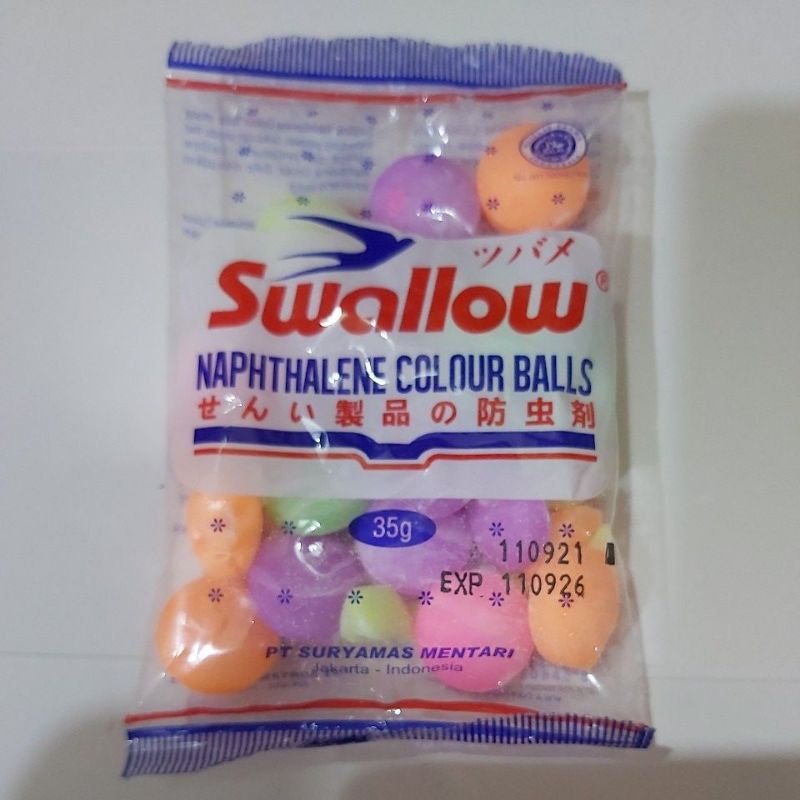 ツバメ
Swallow®
NAPHTHALENE COLOUR BALLS
せんい製品の防虫剤
35g
110921
EXP 110926
PT SURYAMAS MENTARI
Jakarta - Indonesia